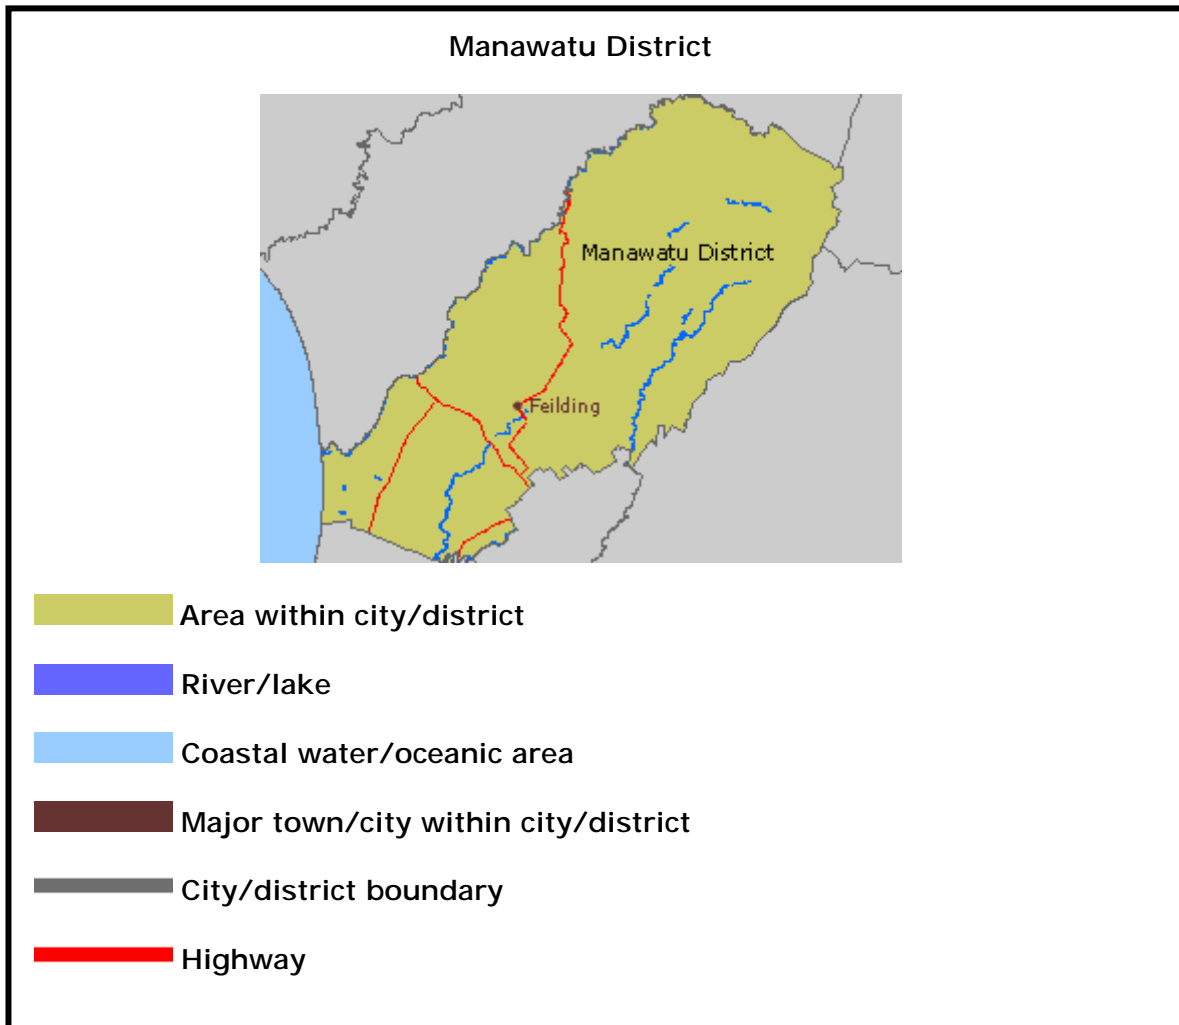 Manawatu District
Manawatu District
Feilding
Area within city/district
River/lake
Coastal water/oceanic area
Major town/city within city/district
City/district boundary
Highway